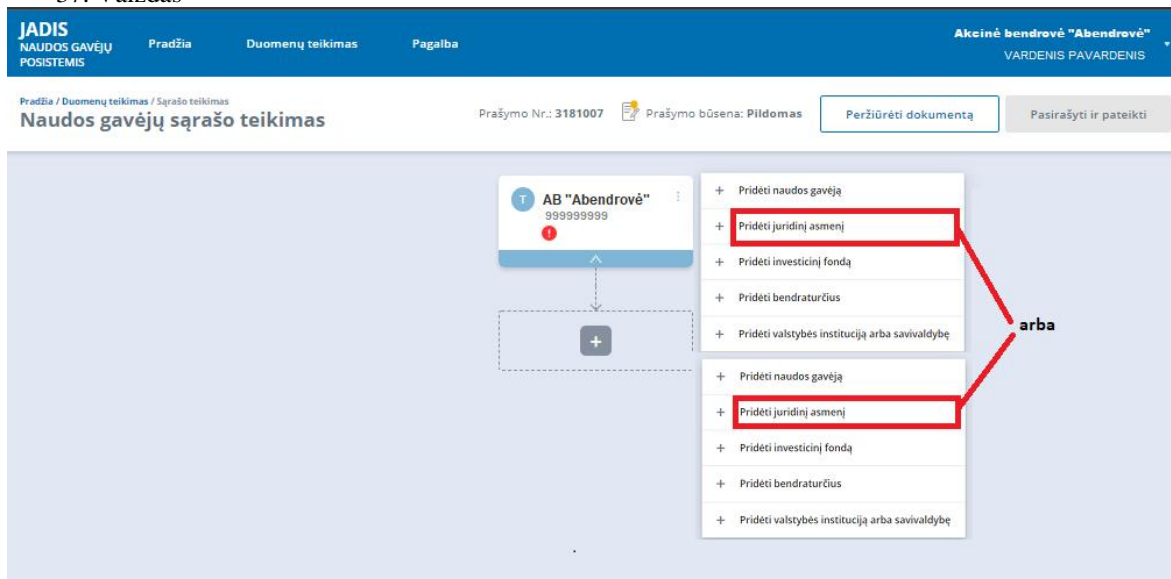 37. Vaizdas
JADIS
NAUDOS GAVĖJŲ
POSISTEMIS
Pradžia
Duomenų teikimas
Pagalba
Akcinė bendrovė "Abendrovė"
VARDENIS PAVARDENIS
Pradžia / Duomenų teikimas / Sąrašo teikimas
Naudos gavėjų sąrašo teikimas
Prašymo Nr.: 3181007
Prašymo būsena: Pildomas
Peržiūrėti dokumentą
Pasirašyti ir pateikti
T
AB "Abendrovė"
999999999
+ Pridėti naudos gavėją
+ Pridėti juridinį asmenį
+ Pridėti investicinį fondą
+ Pridėti bendraturčius
+ Pridėti valstybės instituciją arba savivaldybę
arba
+ Pridėti naudos gavėją
+ Pridėti juridinį asmenį
+ Pridėti investicinį fondą
+ Pridėti bendraturčius
+ Pridėti valstybės instituciją arba savivaldybę